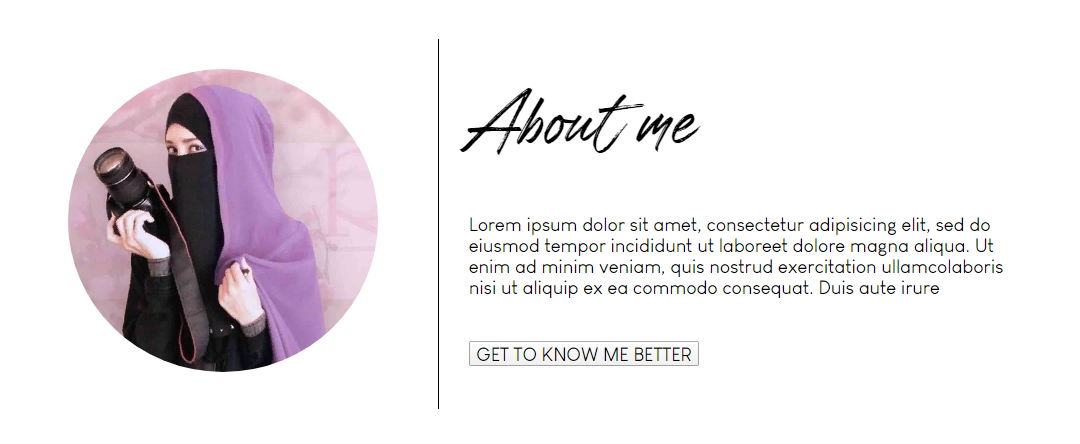 About me
Lorem ipsum dolor sit amet, consectetur adipisicing elit, sed do
eiusmod tempor incididunt ut laboreet dolore magna aliqua. Ut
enim ad minim veniam, quis nostrud exercitation ullamcolaboris
nisi ut aliquip ex ea commodo consequat. Duis aute irure
GET TO KNOW ME BETTER